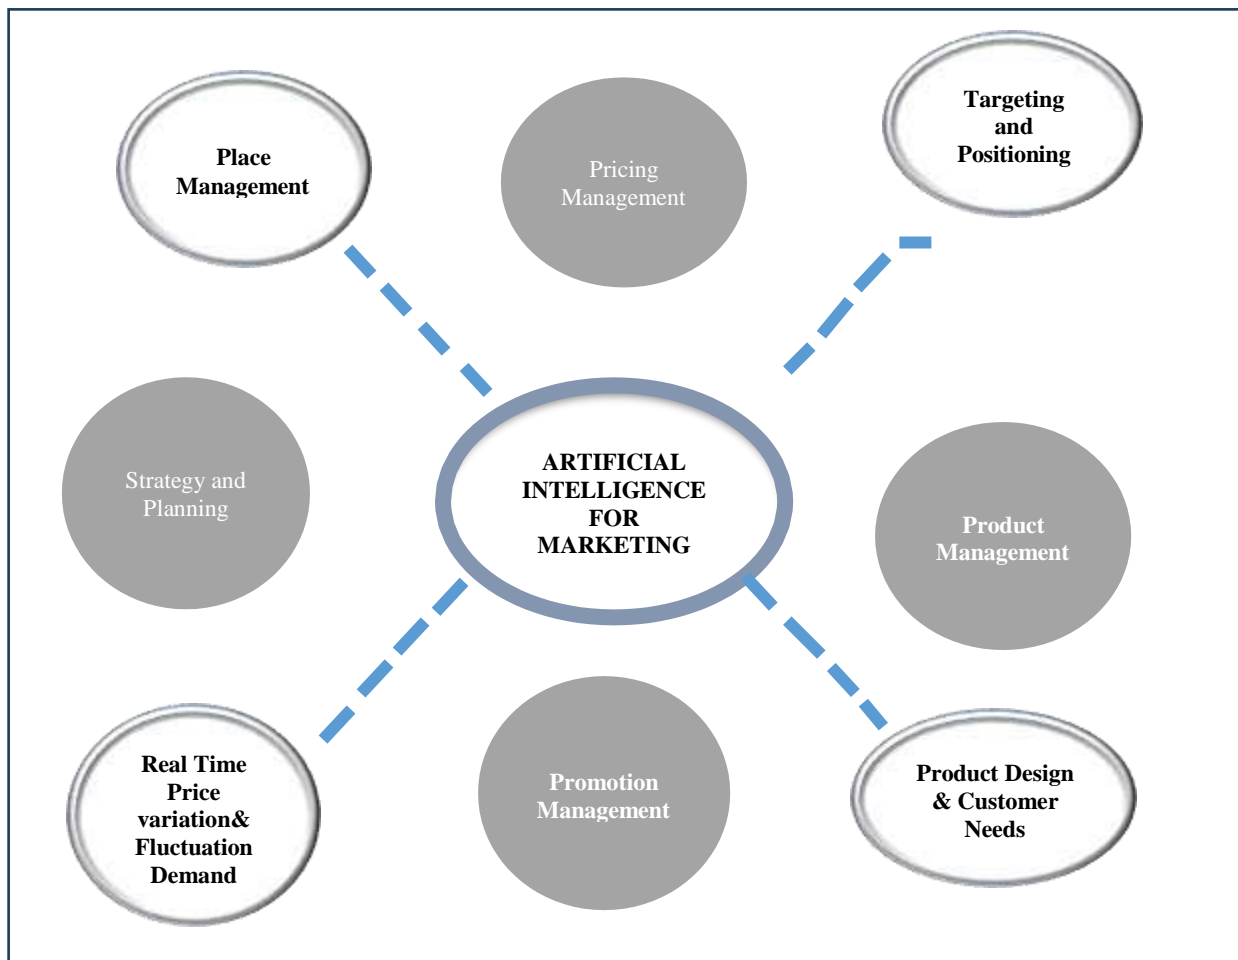 Place
Management
Pricing
Management
Targeting
and
Positioning
Strategy and
Planning
ARTIFICIAL
INTELLIGENCE
FOR
MARKETING
Product
Management
Real Time
Price
variation&
Fluctuation
Demand
Promotion
Management
Product Design
& Customer
Needs